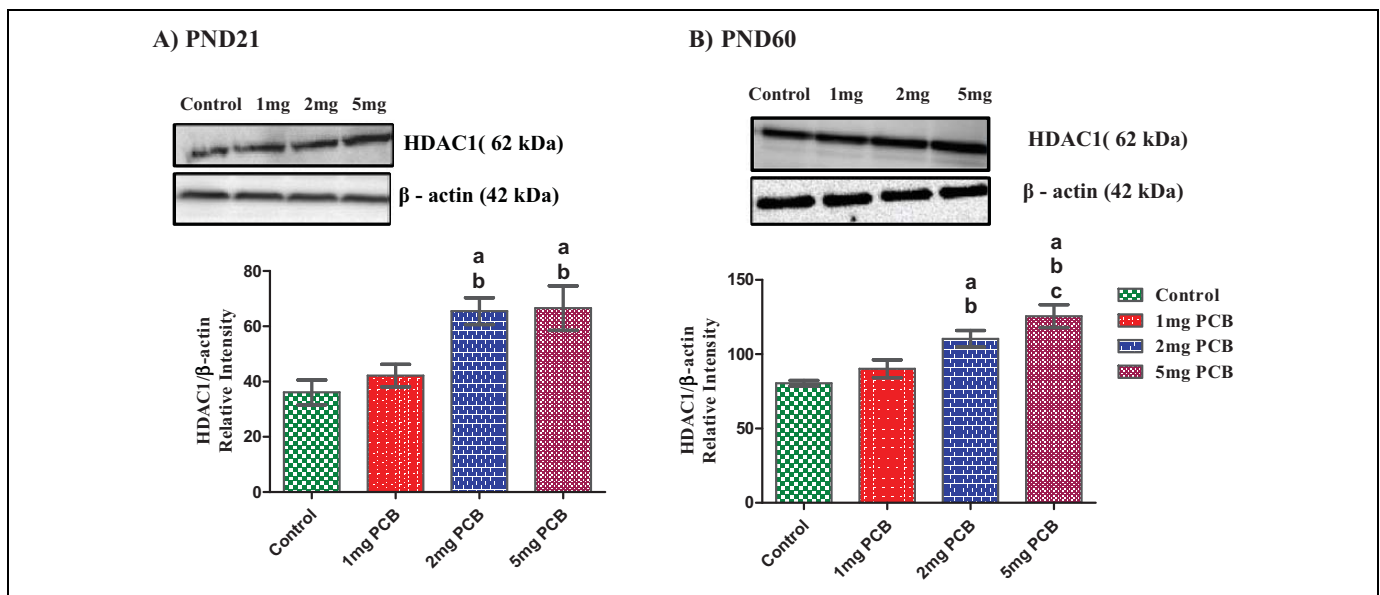 A) PND21
Control 1mg 2mg 5mg
HDAC1( 62 kDa)
β - actin (42 kDa)
HDAC1/β-actin
Relative Intensity
80
60
40
20
0
a
b
a
b
Control
1mg PCB
2mg PCB
5mg PCB
B) PND60
Control 1mg 2mg 5mg
HDAC1( 62 kDa)
β - actin (42 kDa)
HDAC1/β-actin
Relative Intensity
150
100
50
0
a
b
a
b
c
Control
1mg PCB
2mg PCB
5mg PCB
Control
1mg PCB
2mg PCB
5mg PCB